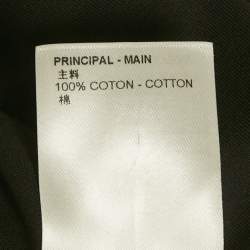 PRINCIPAL - MAIN
主料
100% COTON - COTTON
棉